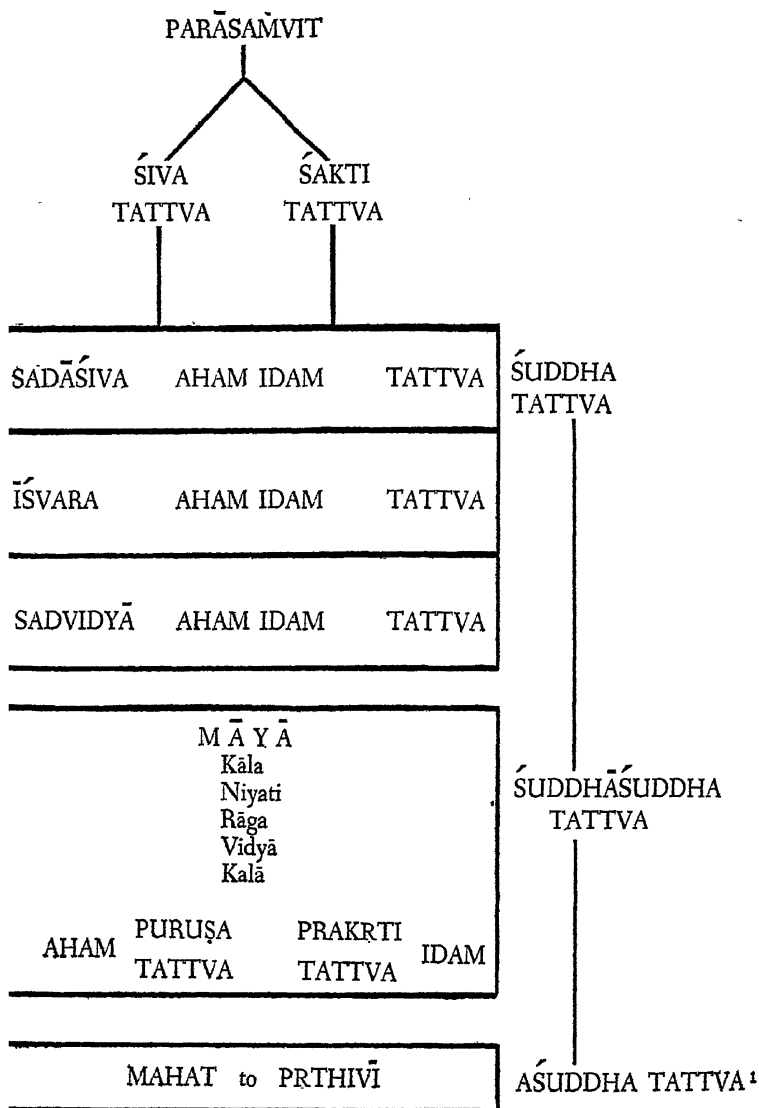 PARĀSAṀVIT
ŚIVA ŚAKTI
TATTVA TATTVA
SADĀŚIVA AHAM IDAM TATTVA
ŚUDDHA
TATTVA
ĪŚVARA AHAM IDAM TATTVA
SADVIDYĀ AHAM IDAM TATTVA
M Ā Y Ā
Kāla
Niyati
Rāga
Vidyā
Kalā
ŚUDDHĀŚUDDHA
TATTVA
AHAM PURUṢA PRAKṚTI IDAM
TATTVA TATTVA
MAHAT to PṚTHIVĪ
AŚUDDHA TATTVA¹